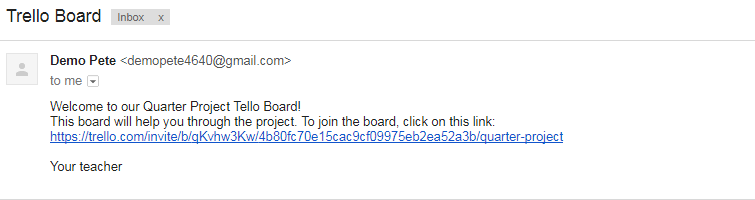 Trello Board Inbox x
Demo Pete <demopete4640@gmail.com>
to me
Welcome to our Quarter Project Tello Board!
This board will help you through the project. To join the board, click on this link:
https://trello.com/invite/b/qKvhw3Kw/4b80fc70e15cac9cf09975eb2ea52a3b/quarter-project
Your teacher